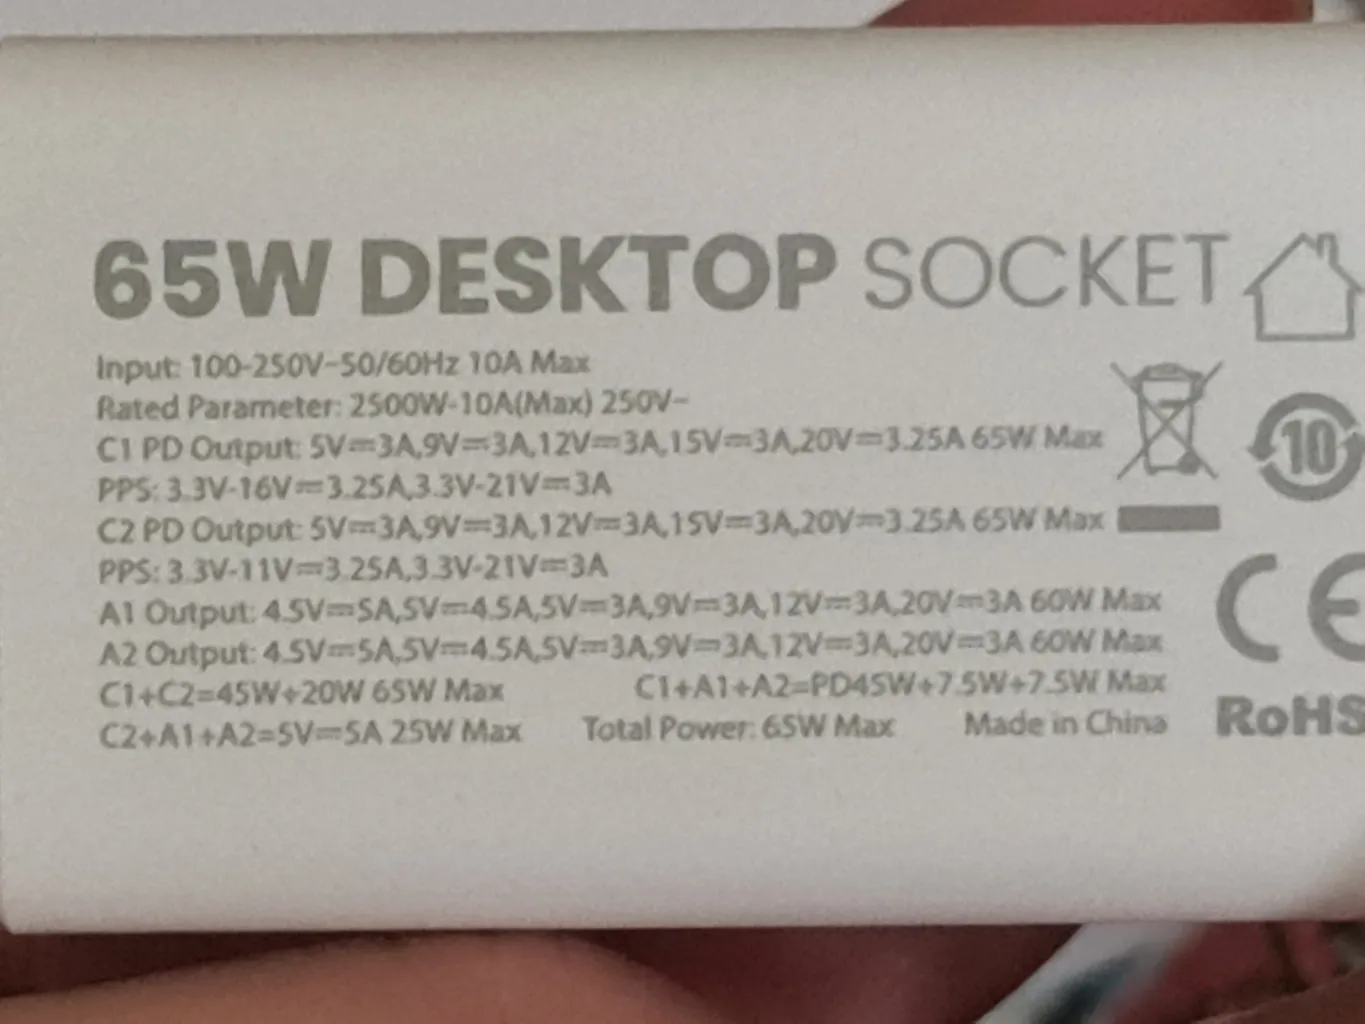 65W DESKTOP SOCKET
Input: 100-250V~50/60Hz 10A Max
Rated Parameter: 2500W-10A(Max) 250V~
C1 PD Output: 5V⎓3A,9V⎓3A,12V⎓3A,15V⎓3A,20V⎓3.25A 65W Max
PPS: 3.3V-16V⎓3.25A,3.3V-21V⎓3A
C2 PD Output: 5V⎓3A,9V⎓3A,12V⎓3A,15V⎓3A,20V⎓3.25A 65W Max
PPS: 3.3V-11V⎓3.25A,3.3V-21V⎓3A
A1 Output: 4.5V⎓5A,5V⎓4.5A,5V⎓3A,9V⎓3A,12V⎓3A,20V⎓3A 60W Max
A2 Output: 4.5V⎓5A,5V⎓4.5A,5V⎓3A,9V⎓3A,12V⎓3A,20V⎓3A 60W Max
C1+C2=45W+20W 65W Max C1+A1+A2=PD45W+7.5W+7.5W Max
C2+A1+A2=5V⎓5A 25W Max Total Power: 65W Max Made in China
10
CE
RoHS